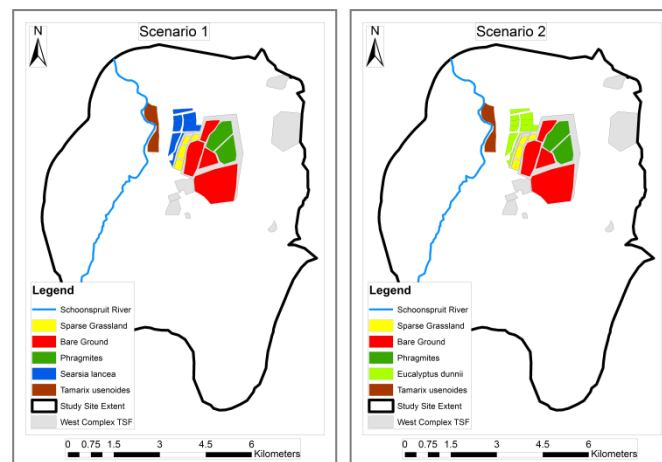 Scenario 1
N
Legend
Schoonspruit River
Sparse Grassland
Bare Ground
Phragmites
Searsia lancea
Tamarix usenoides
Study Site Extent
West Complex TSF
0 0.75 1.5 3 4.5 6
Kilometers
Scenario 2
N
Legend
Schoonspruit River
Sparse Grassland
Bare Ground
Phragmites
Eucalyptus dunnii
Tamarix usenoides
Study Site Extent
West Complex TSF
0 0.75 1.5 3 4.5 6
Kilometers